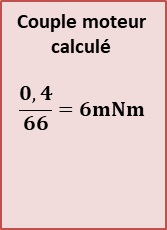 Couple moteur
calculé
0,4/66 = 6mNm